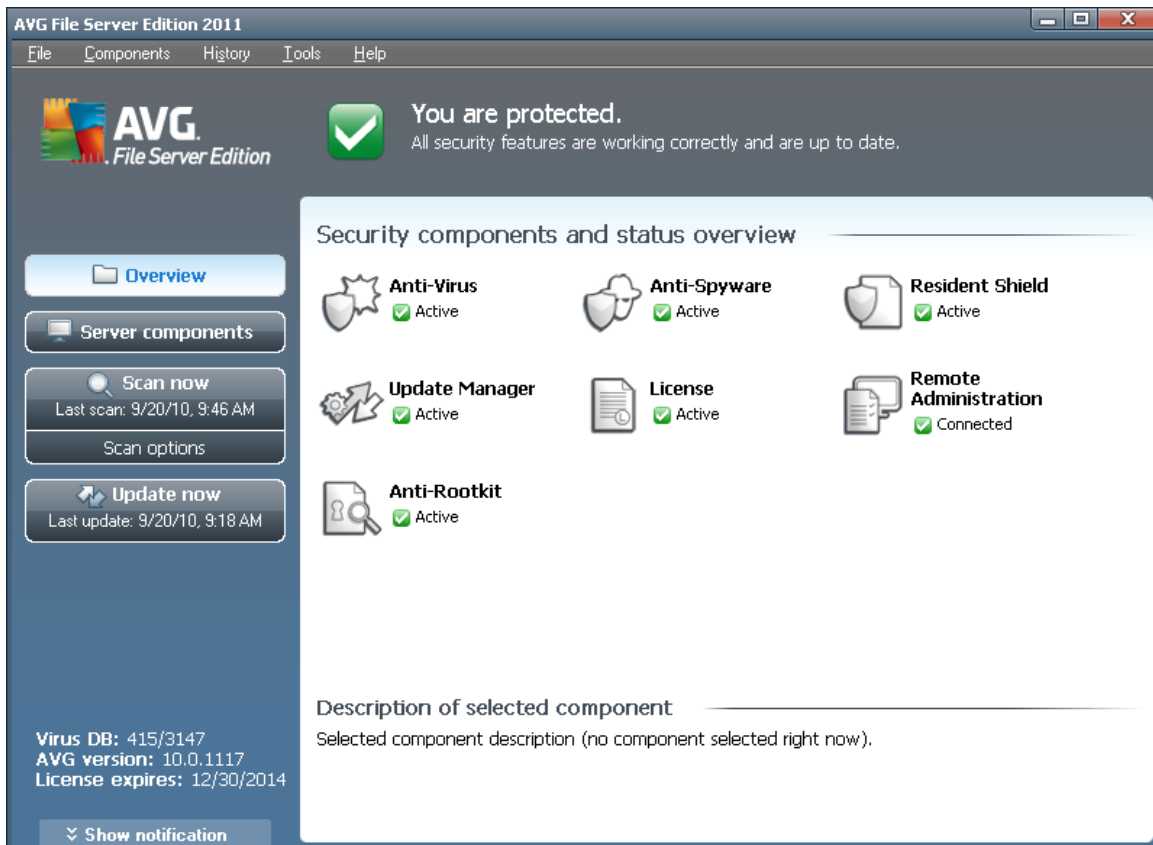 AVG File Server Edition 2011
File Components History Tools Help
AVG.
File Server Edition
You are protected.
All security features are working correctly and are up to date.
Overview
Server components
Scan now
Last scan: 9/20/10, 9:46 AM
Scan options
Update now
Last update: 9/20/10, 9:18 AM
Virus DB: 415/3147
AVG version: 10.0.1117
License expires: 12/30/2014
Show notification
Security components and status overview
Anti-Virus
Active
Anti-Spyware
Active
Resident Shield
Active
Update Manager
Active
License
Active
Remote
Administration
Connected
Anti-Rootkit
Active
Description of selected component
Selected component description (no component selected right now).